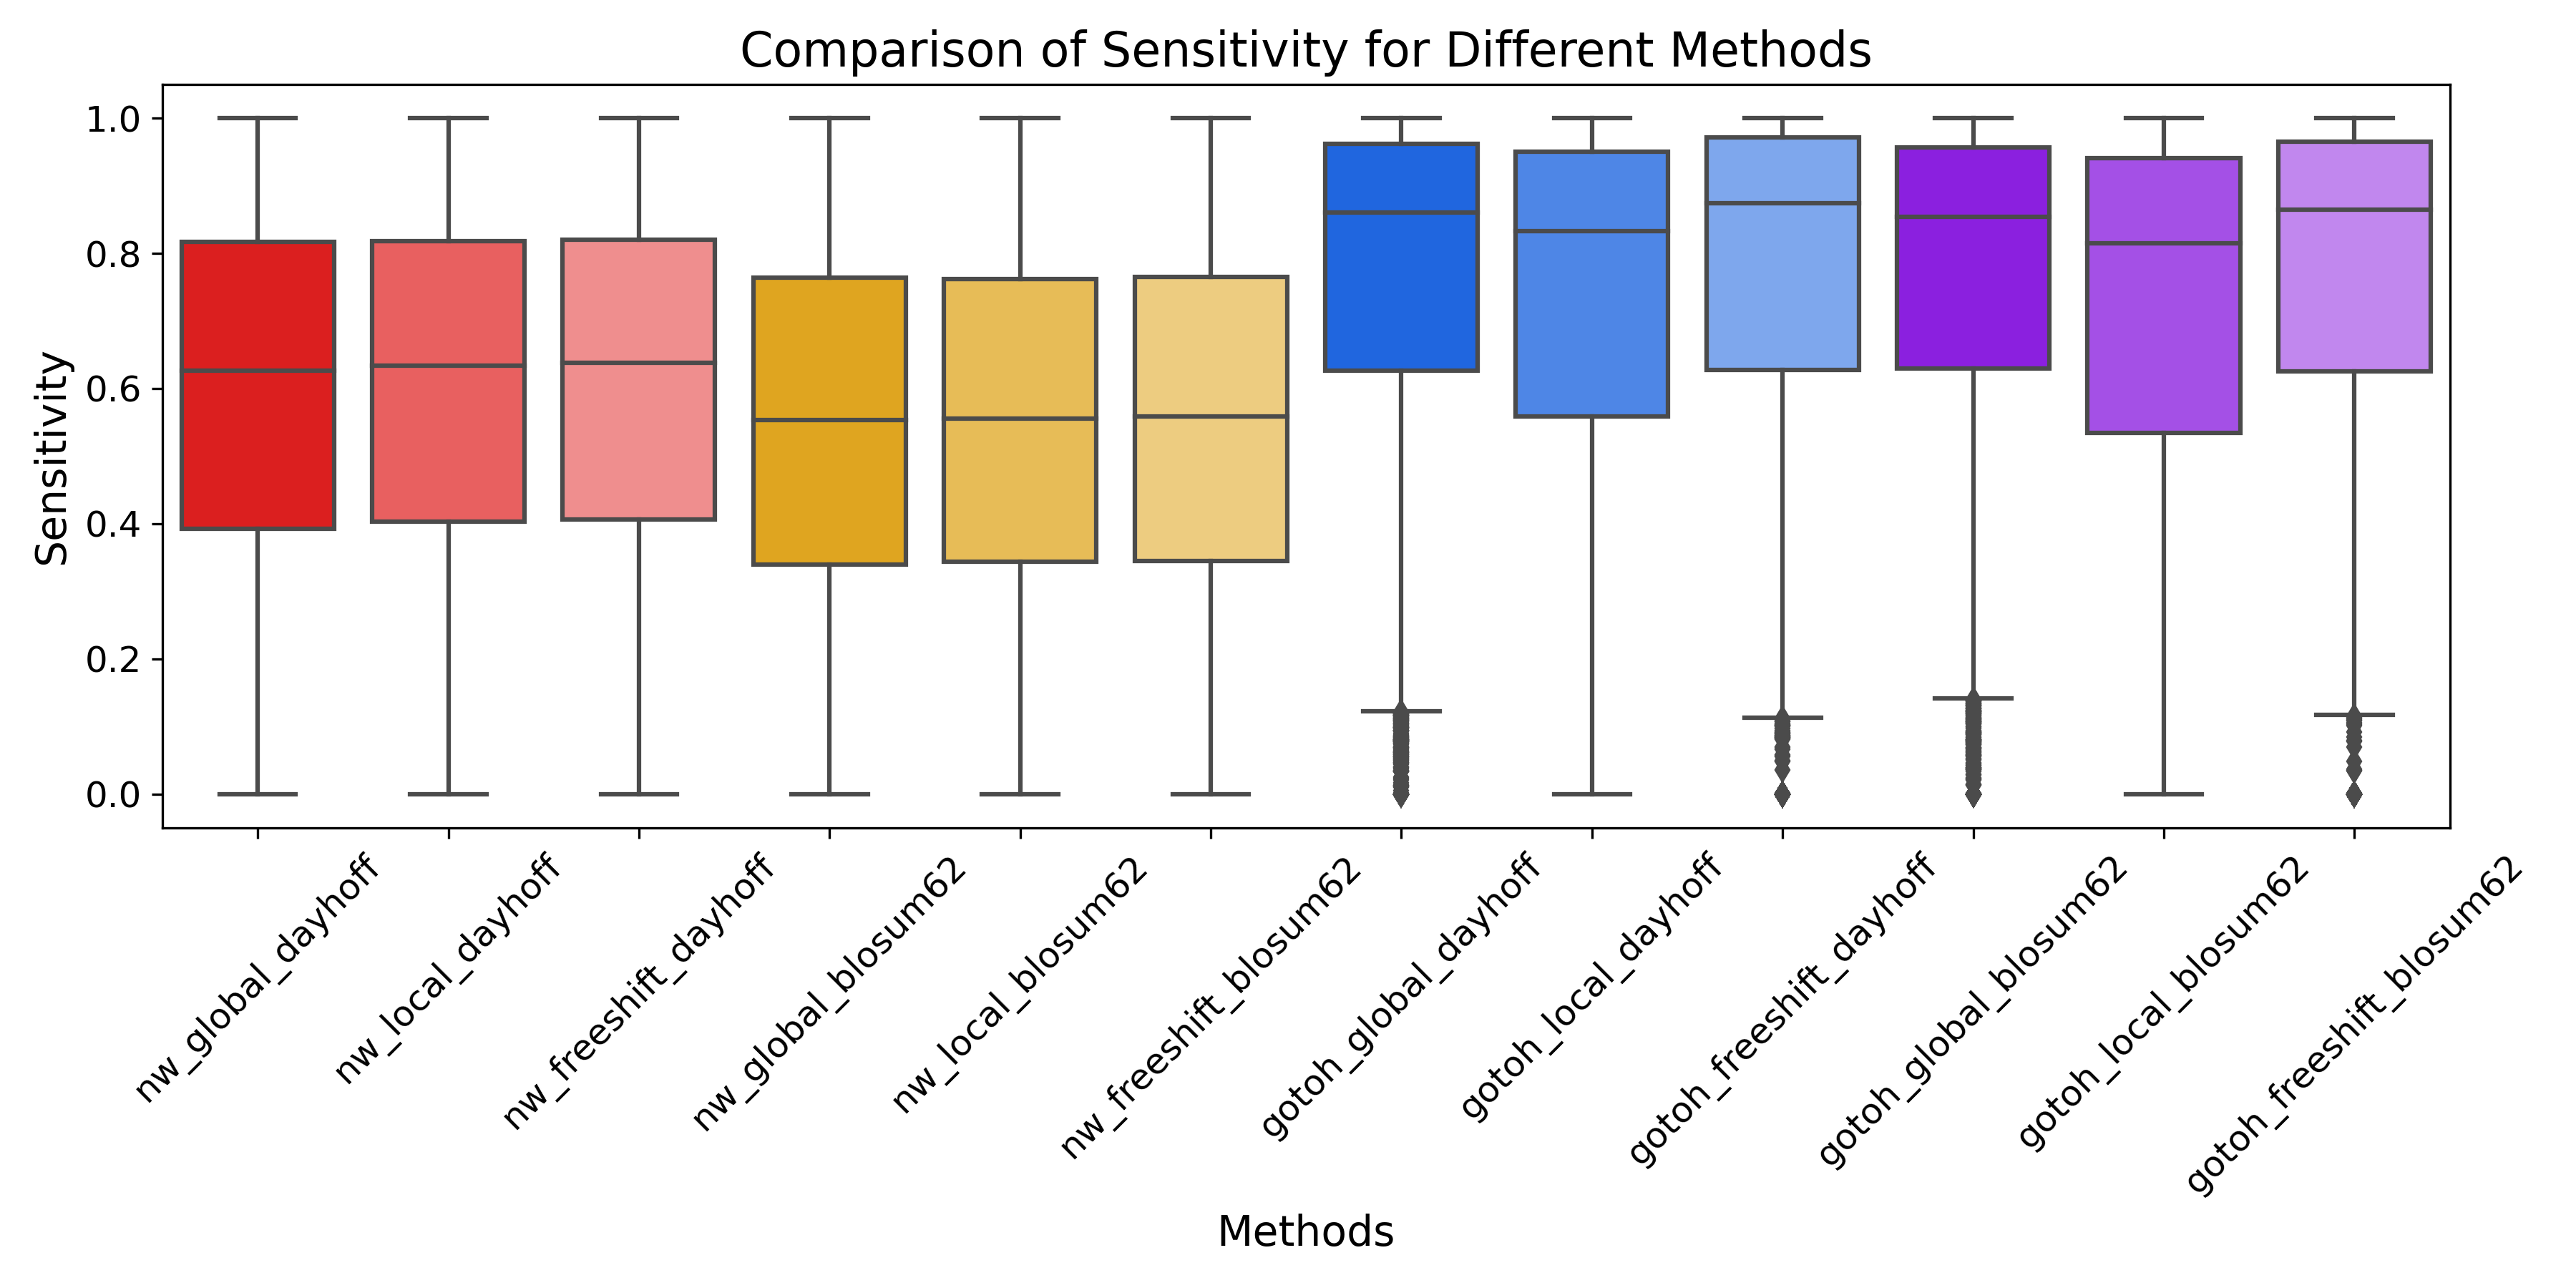 Comparison of Sensitivity for Different Methods
1.0
0.8
0.6
0.4
0.2
0.0
Sensitivity
nw_global_dayhoff
nw_local_dayhoff
nw_freeshift_dayhoff
nw_global_blosum62
nw_local_blosum62
nw_freeshift_blosum62
gotoh_global_dayhoff
gotoh_local_dayhoff
gotoh_freeshift_dayhoff
gotoh_global_blosum62
gotoh_local_blosum62
gotoh_freeshift_blosum62
Methods